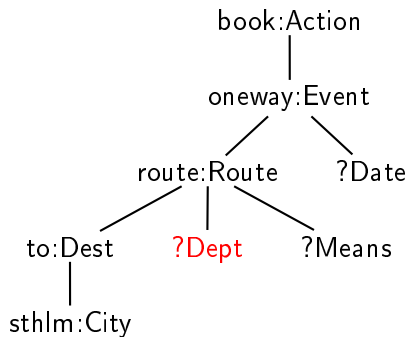 book:Action
oneway:Event
route:Route ?Date
to:Dest ?Dept ?Means
sthlm:City